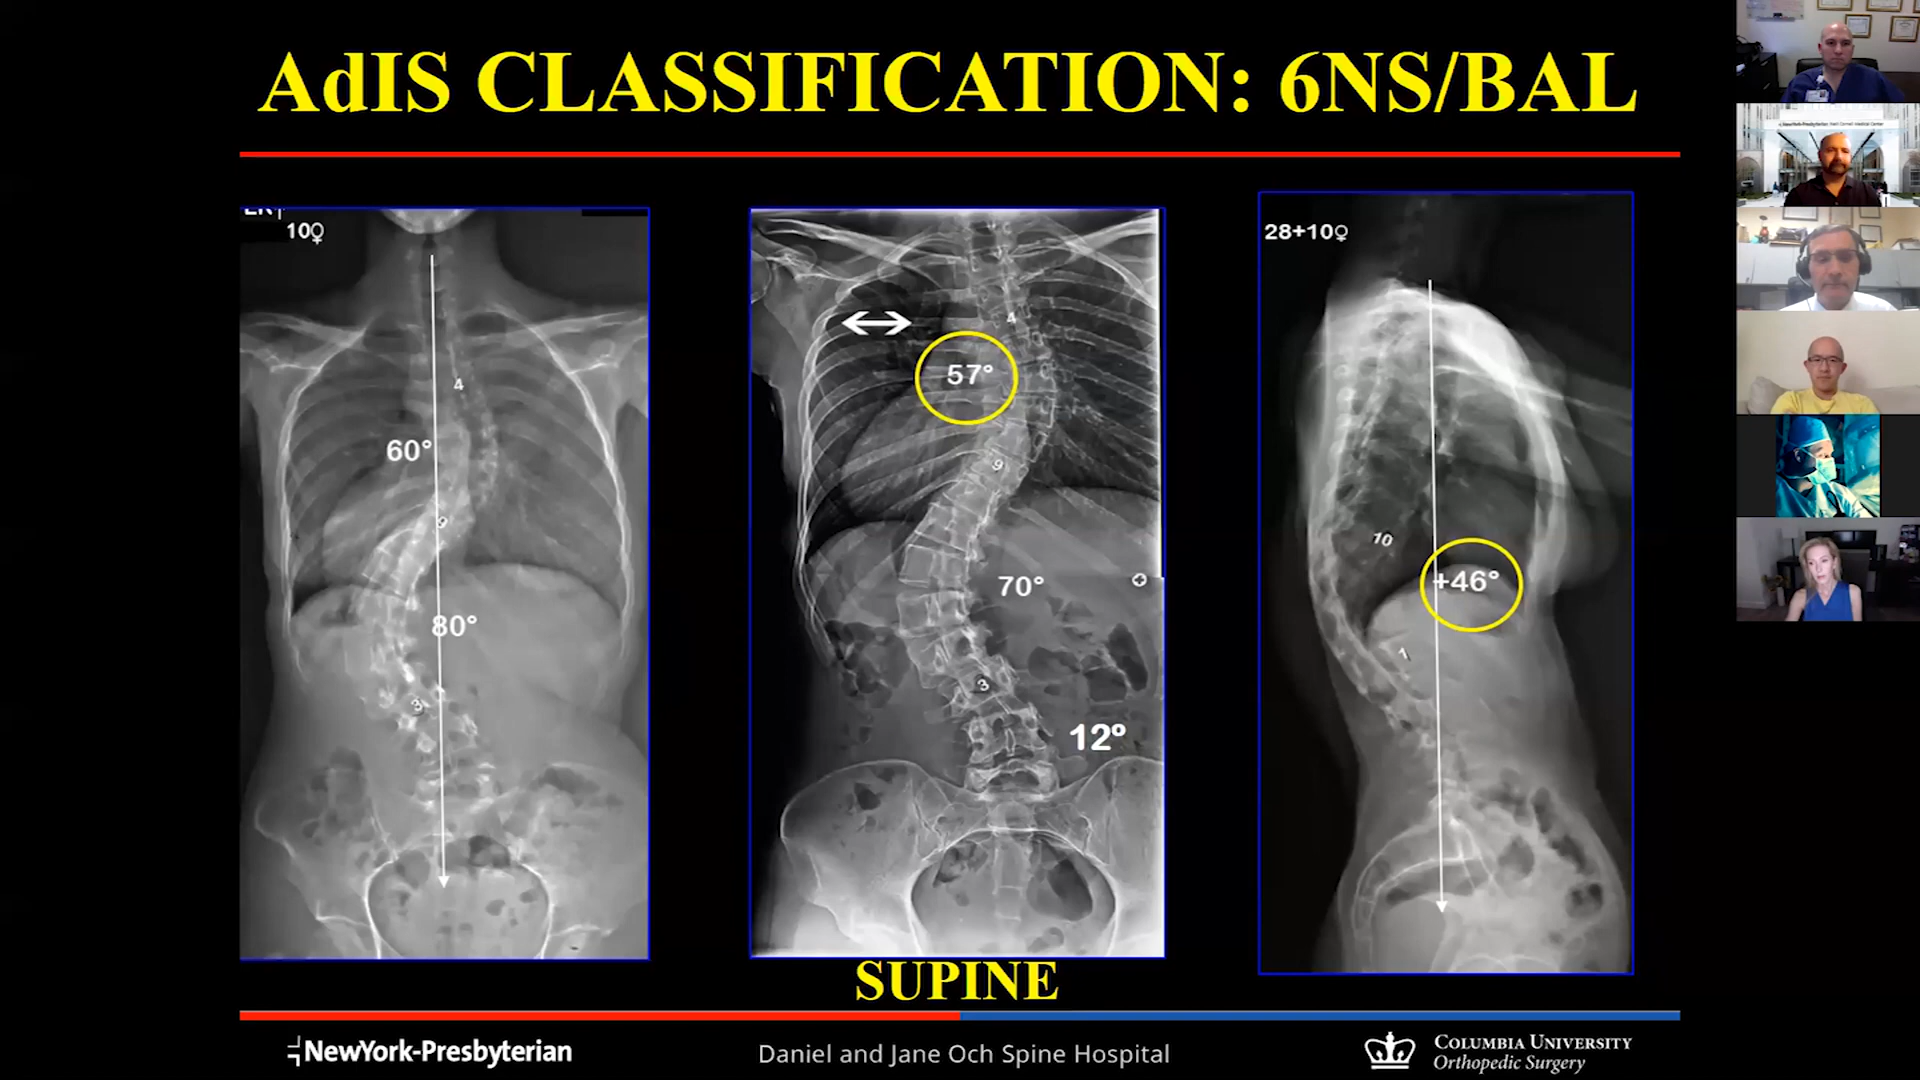 AdIS CLASSIFICATION: 6NS/BAL
10♀
4
60°
9
80°
3
4
57°
9
70°
3
12º
SUPINE
28+10♀
10
+46°
1
NewYork-Presbyterian
Daniel and Jane Och Spine Hospital
COLUMBIA UNIVERSITY
Orthopedic Surgery